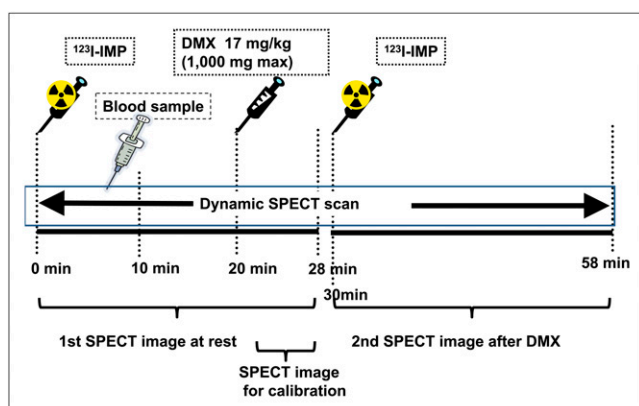 ¹²³I-IMP
DMX 17 mg/kg
(1,000 mg max)
¹²³I-IMP
Blood sample
Dynamic SPECT scan
0 min
10 min
20 min
28 min
30min
58 min
1st SPECT image at rest
2nd SPECT image after DMX
SPECT image
for calibration